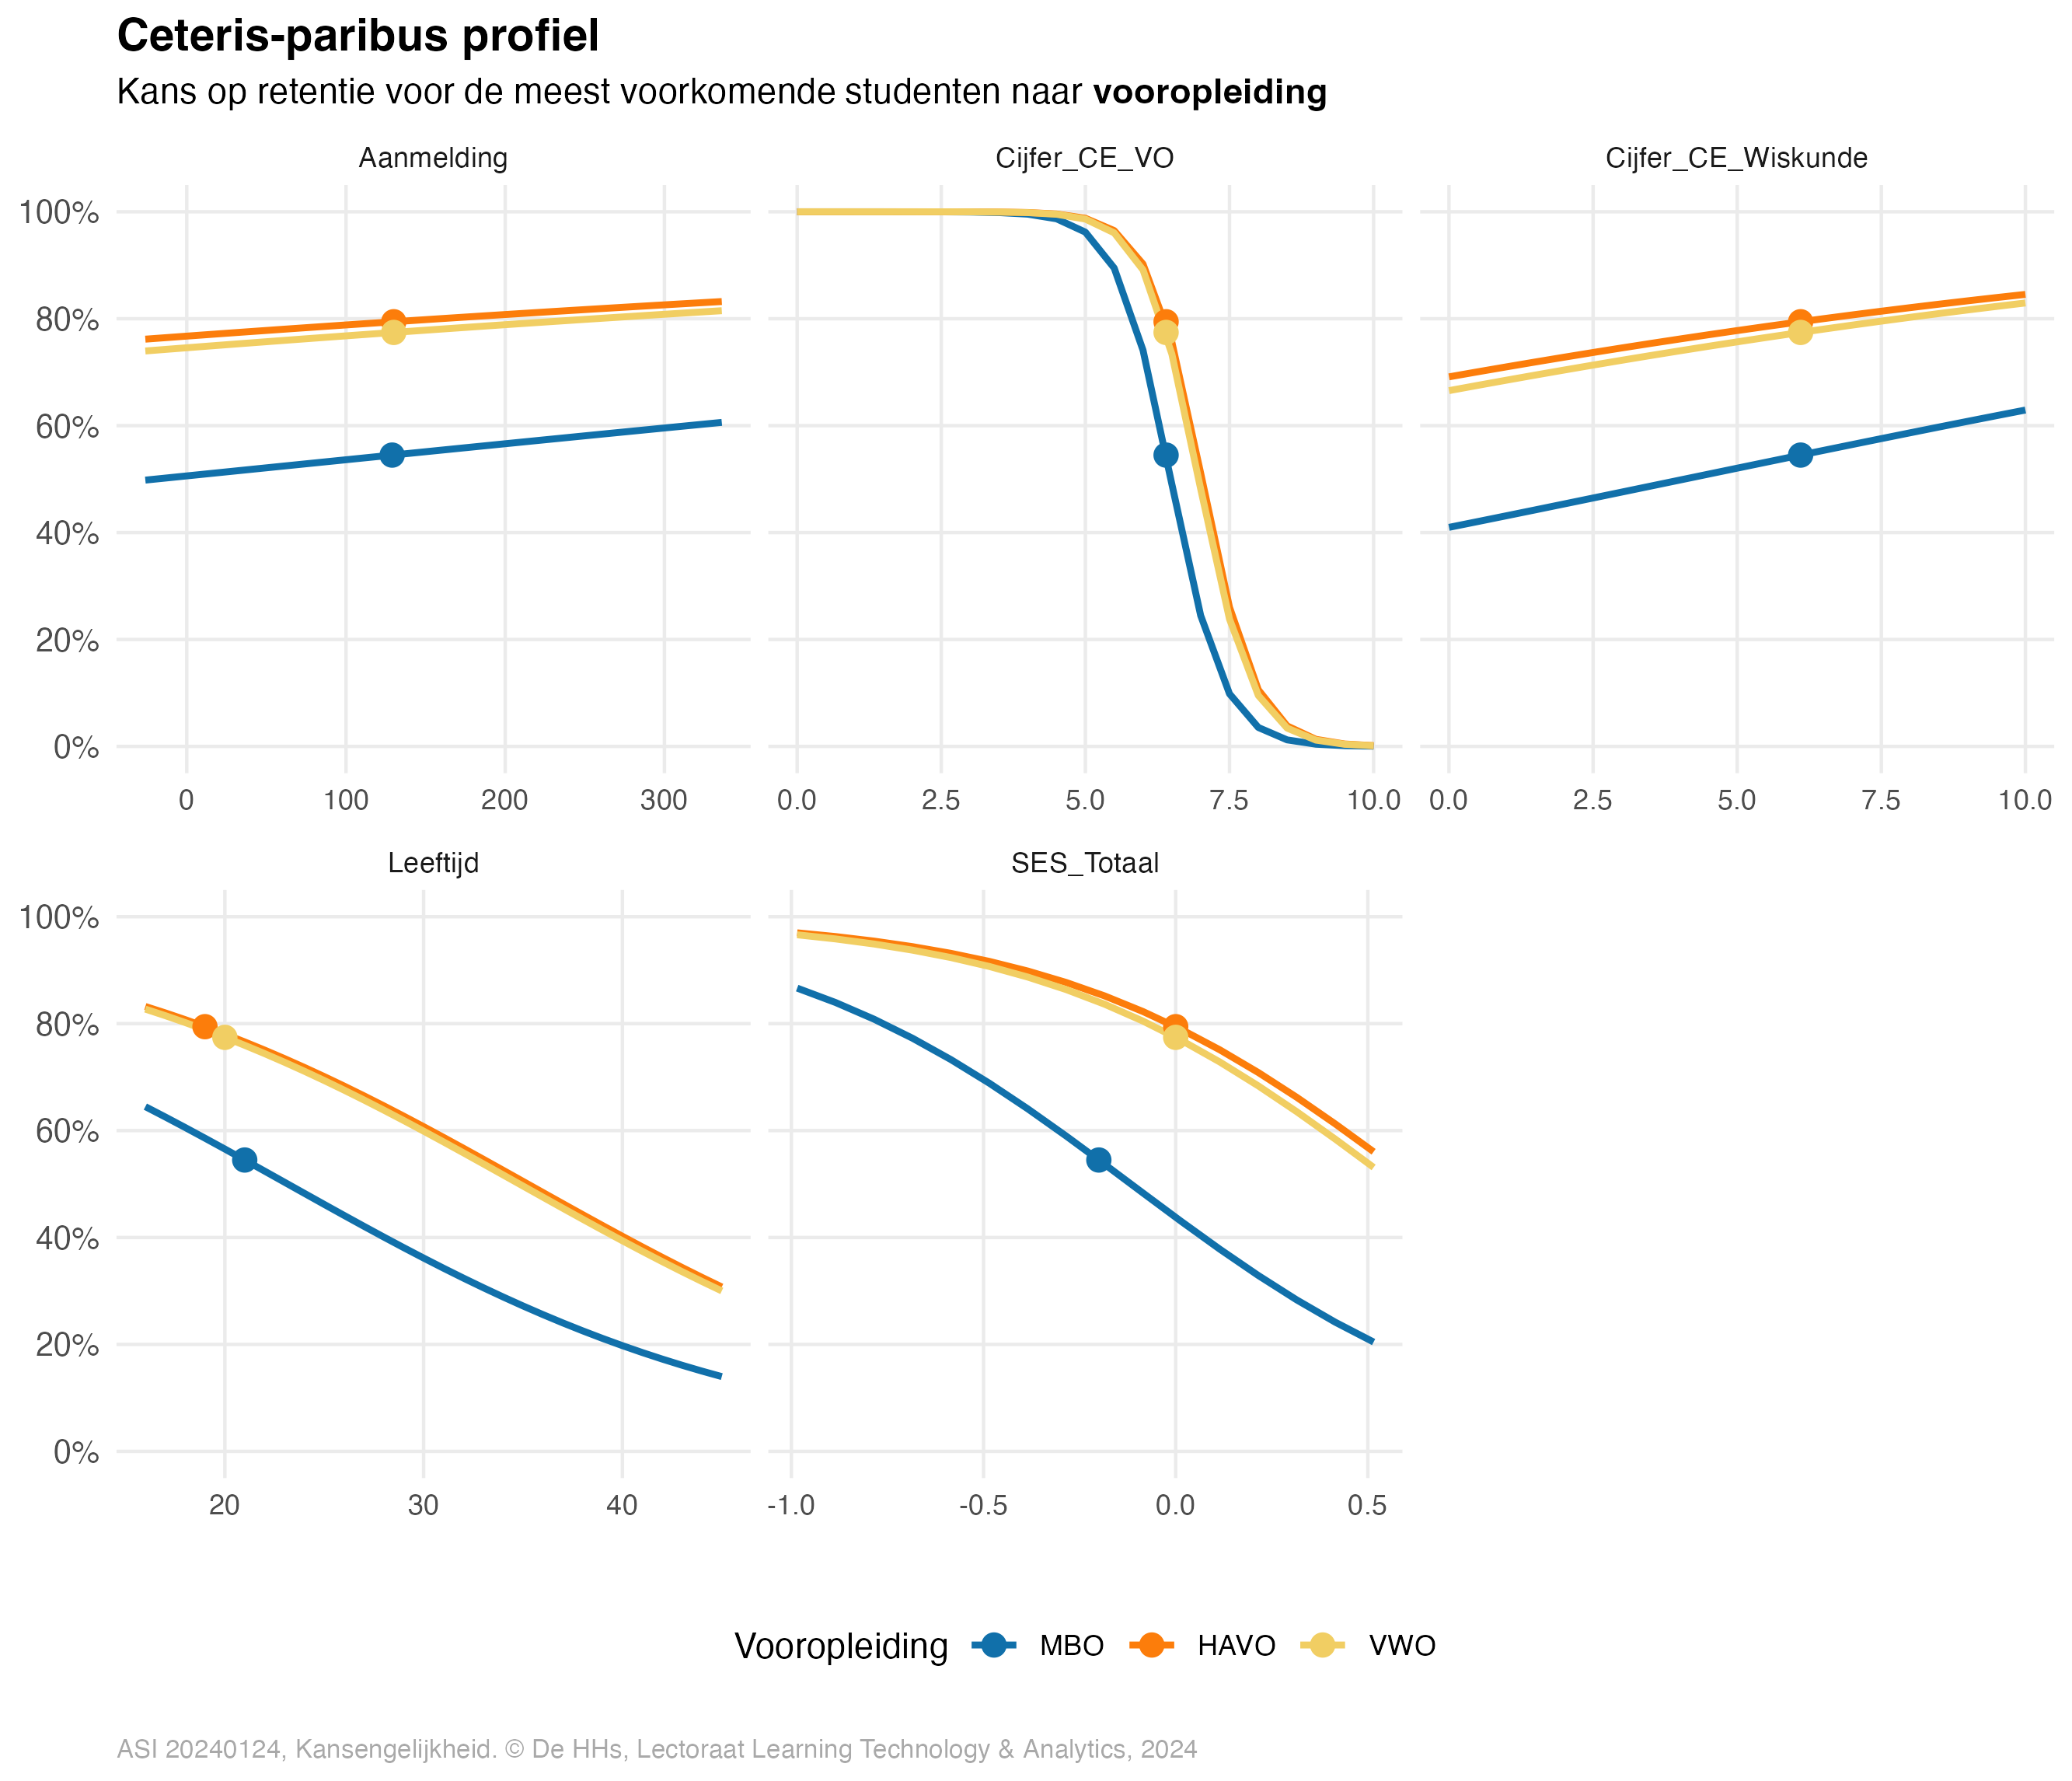 Ceteris-paribus profiel
Kans op retentie voor de meest voorkomende studenten naar vooropleiding
Aanmelding Cijfer_CE_VO Cijfer_CE_Wiskunde
100%
80%
60%
40%
20%
0%
0 100 200 300 0.0 2.5 5.0 7.5 10.0 0.0 2.5 5.0 7.5 10.0
Leeftijd SES_Totaal
100%
80%
60%
40%
20%
0%
20 30 40 -1.0 -0.5 0.0 0.5
Vooropleiding MBO HAVO VWO
ASI 20240124, Kansengelijkheid. © De HHs, Lectoraat Learning Technology & Analytics, 2024